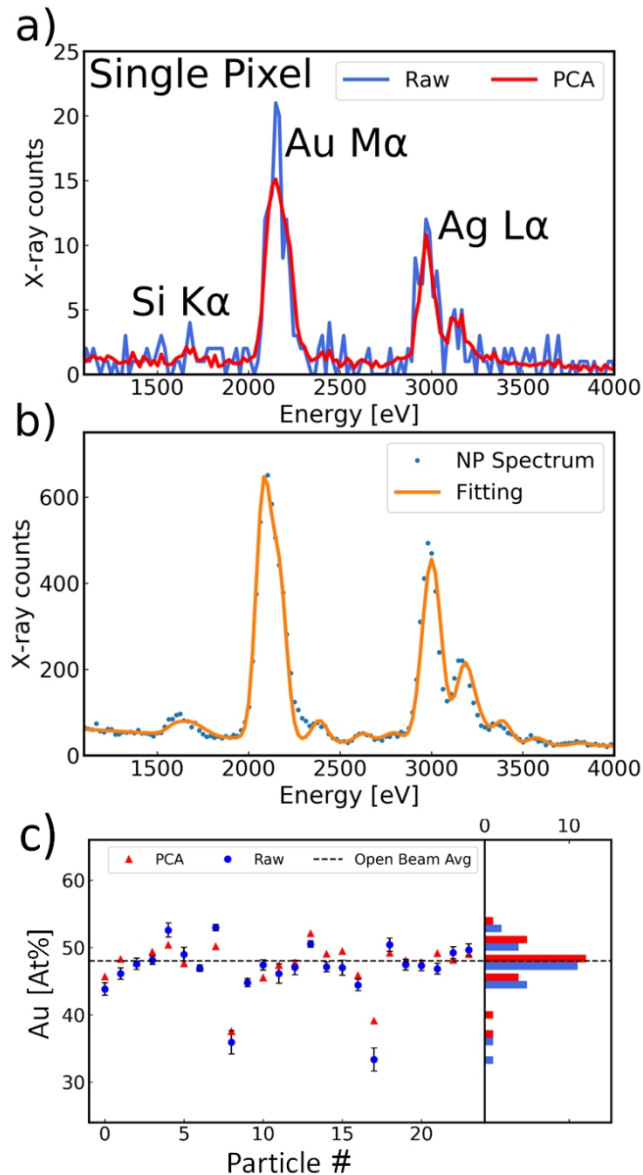 a)
25
20
15
10
5
0
X-ray counts
Single Pixel
Raw
PCA
Au Mα
Ag Lα
Si Kα
1500 2000 2500 3000 3500 4000
Energy [eV]
b)
600
400
200
0
X-ray counts
NP Spectrum
Fitting
1500 2000 2500 3000 3500 4000
Energy [eV]
c)
0 10
PCA Raw Open Beam Avg
60
50
40
30
Au [At%]
0 5 10 15 20
Particle #